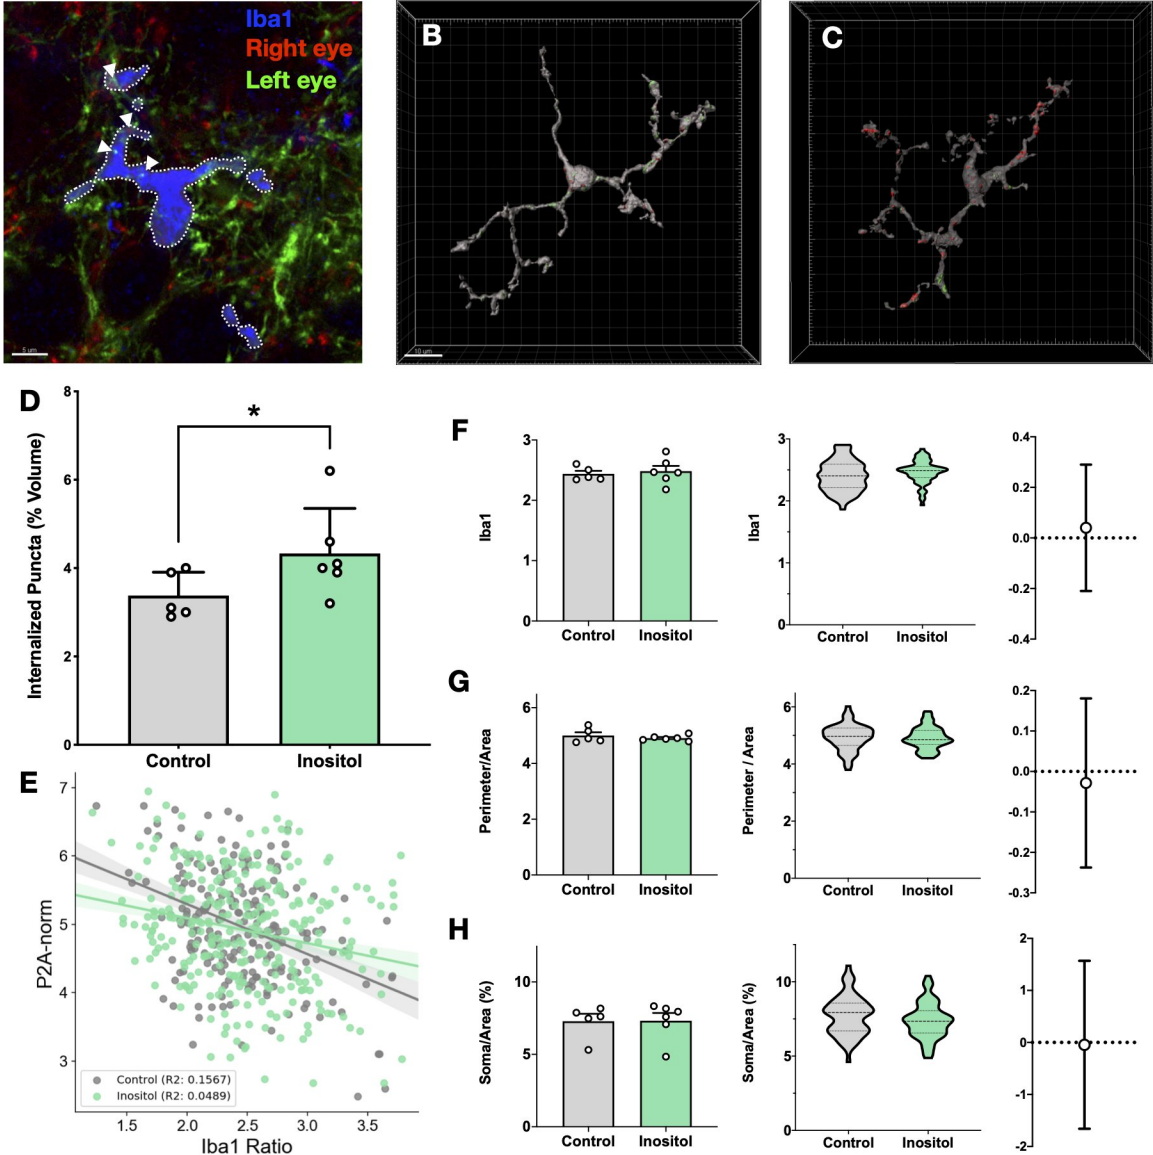 Iba1
Right eye
Left eye
5 um
B
10 µm
C
D
Internalized Puncta (% Volume)
8
6
4
2
0
*
Control
Inositol
E
P2A-norm
7
6
5
4
3
Control (R2: 0.1567)
Inositol (R2: 0.0489)
1.5 2.0 2.5 3.0 3.5
Iba1 Ratio
F
Iba1
3
2
1
0
Control Inositol
Iba1
3
2
1
0
Control Inositol
0.4
0.2
0.0
-0.2
-0.4
G
Perimeter/Area
6
4
2
0
Control Inositol
Perimeter / Area
6
4
2
0
Control Inositol
0.2
0.1
0.0
-0.1
-0.2
-0.3
H
Soma/Area (%)
10
5
0
Control Inositol
Soma/Area (%)
10
5
0
Control Inositol
2
1
0
-1
-2